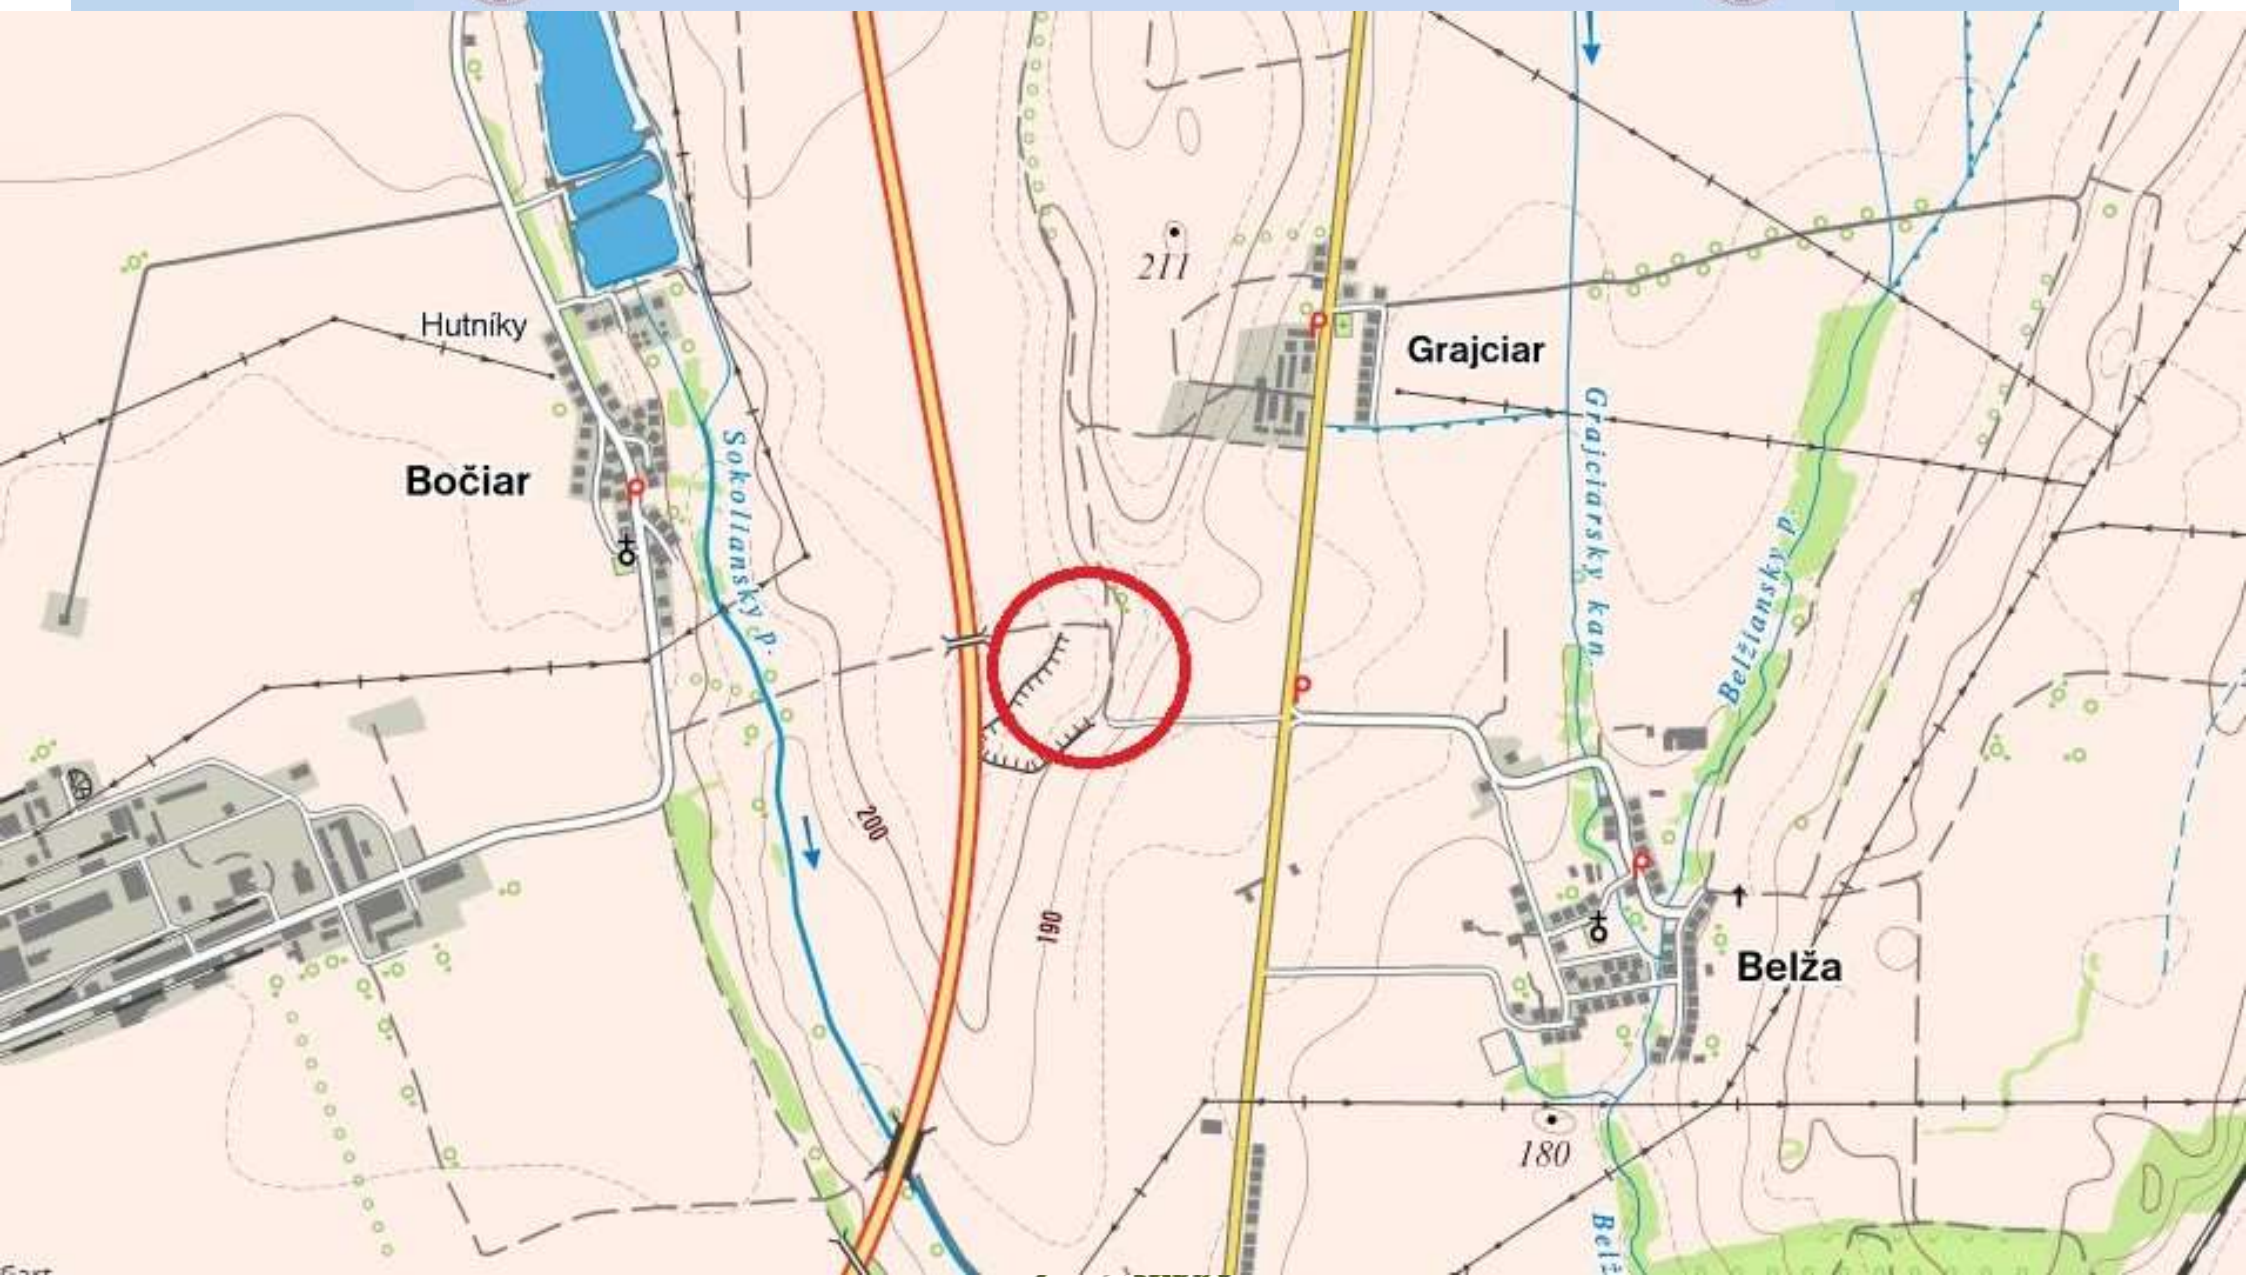 211
Hutníky
Grajciar
Bočiar
Sokoliansky p.
Grajciarsky kan.
Belžiansky p.
200
190
Belža
180